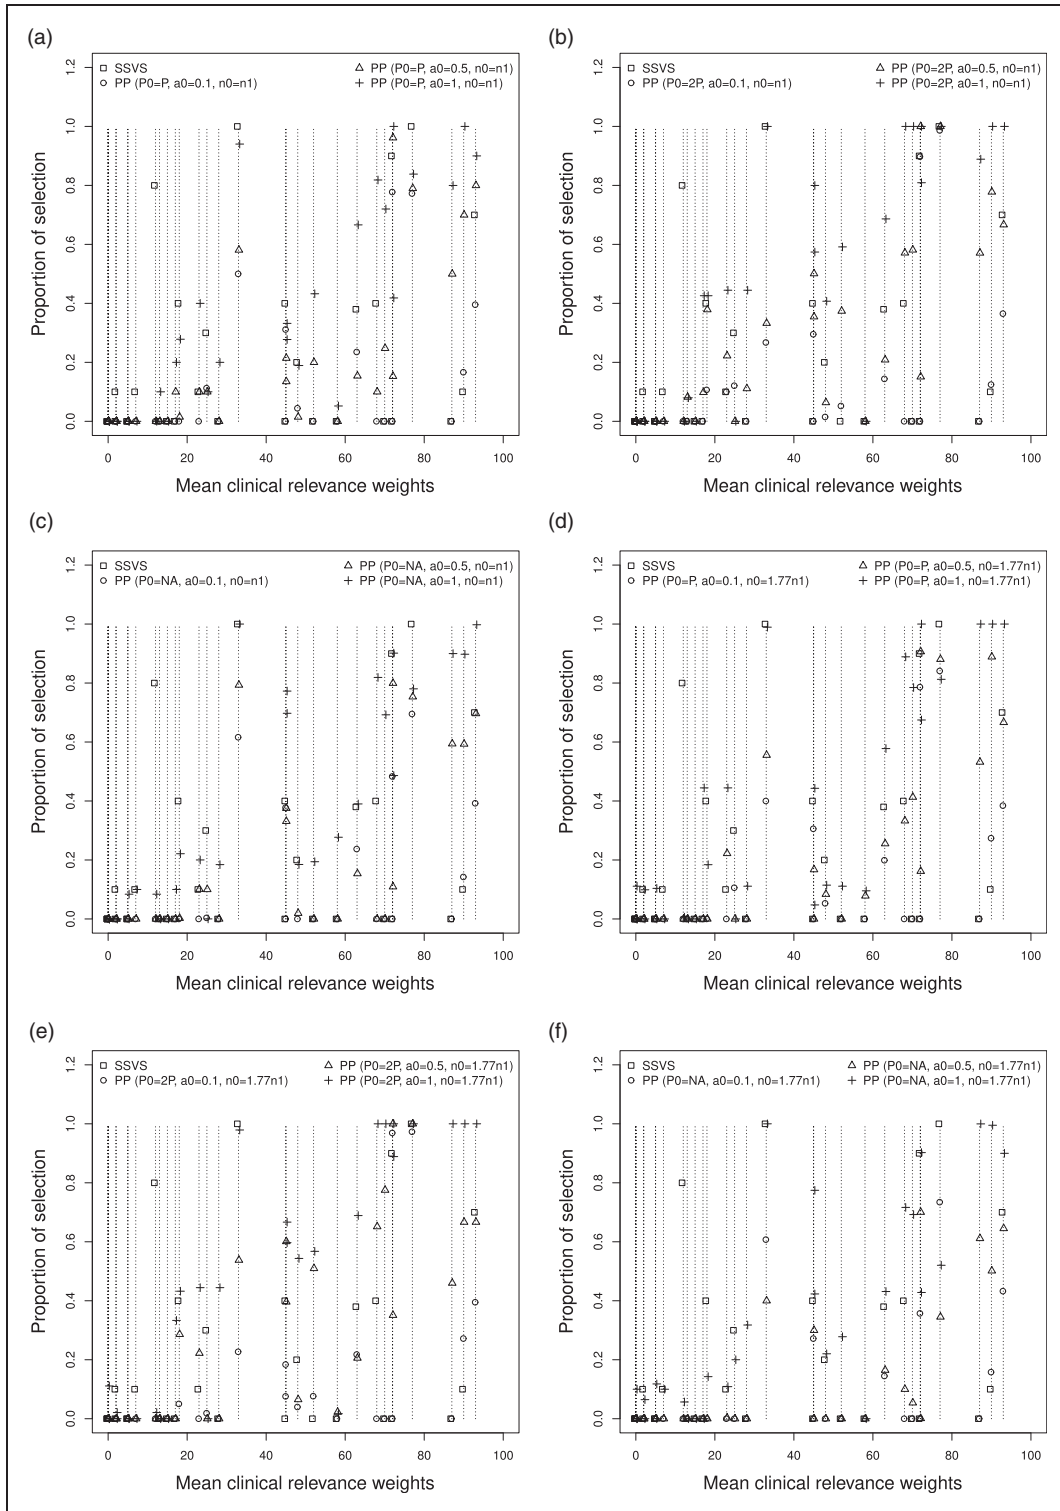 (a)
1.2
1.0
0.8
0.6
0.4
0.2
0.0
Proportion of selection
SSVS
PP (P0=P, a0=0.1, n0=n1)
PP (P0=P, a0=0.5, n0=n1)
PP (P0=P, a0=1, n0=n1)
0 20 40 60 80 100
Mean clinical relevance weights
(b)
1.2
1.0
0.8
0.6
0.4
0.2
0.0
Proportion of selection
SSVS
PP (P0=2P, a0=0.1, n0=n1)
PP (P0=2P, a0=0.5, n0=n1)
PP (P0=2P, a0=1, n0=n1)
0 20 40 60 80 100
Mean clinical relevance weights
(c)
1.2
1.0
0.8
0.6
0.4
0.2
0.0
Proportion of selection
SSVS
PP (P0=NA, a0=0.1, n0=n1)
PP (P0=NA, a0=0.5, n0=n1)
PP (P0=NA, a0=1, n0=n1)
0 20 40 60 80 100
Mean clinical relevance weights
(d)
1.2
1.0
0.8
0.6
0.4
0.2
0.0
Proportion of selection
SSVS
PP (P0=P, a0=0.1, n0=1.77n1)
PP (P0=P, a0=0.5, n0=1.77n1)
PP (P0=P, a0=1, n0=1.77n1)
0 20 40 60 80 100
Mean clinical relevance weights
(e)
1.2
1.0
0.8
0.6
0.4
0.2
0.0
Proportion of selection
SSVS
PP (P0=2P, a0=0.1, n0=1.77n1)
PP (P0=2P, a0=0.5, n0=1.77n1)
PP (P0=2P, a0=1, n0=1.77n1)
0 20 40 60 80 100
Mean clinical relevance weights
(f)
1.2
1.0
0.8
0.6
0.4
0.2
0.0
Proportion of selection
SSVS
PP (P0=NA, a0=0.1, n0=1.77n1)
PP (P0=NA, a0=0.5, n0=1.77n1)
PP (P0=NA, a0=1, n0=1.77n1)
0 20 40 60 80 100
Mean clinical relevance weights